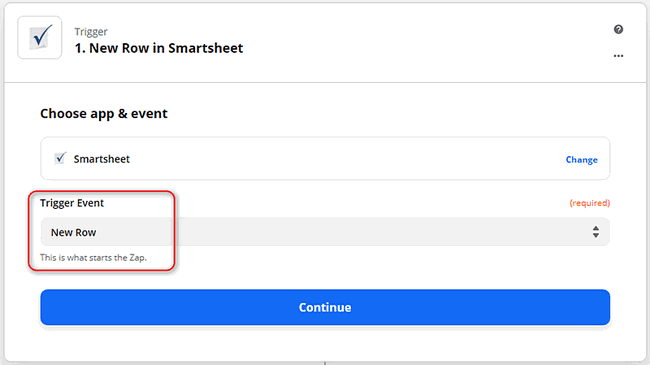 Trigger
1. New Row in Smartsheet
Choose app & event
Smartsheet
Change
Trigger Event
(required)
New Row
This is what starts the Zap.
Continue